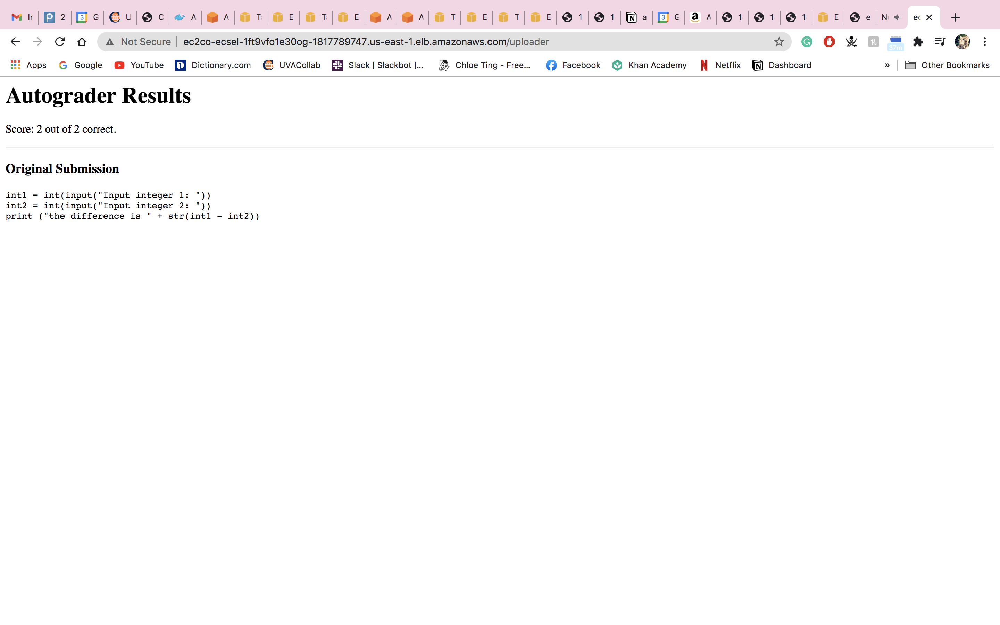 Ir 2 G U C A A T E T E A A T E T E 1 1 a G A 1 1 1 E e N ec
Not Secure ec2co-ecsel-1ft9vfo1e30og-1817789747.us-east-1.elb.amazonaws.com/uploader
37m
Apps Google YouTube Dictionary.com UVACollab Slack | Slackbot |... Chloe Ting - Free... Facebook Khan Academy Netflix Dashboard » Other Bookmarks
Autograder Results
Score: 2 out of 2 correct.
Original Submission
int1 = int(input("Input integer 1: "))
int2 = int(input("Input integer 2: "))
print ("the difference is " + str(int1 - int2))